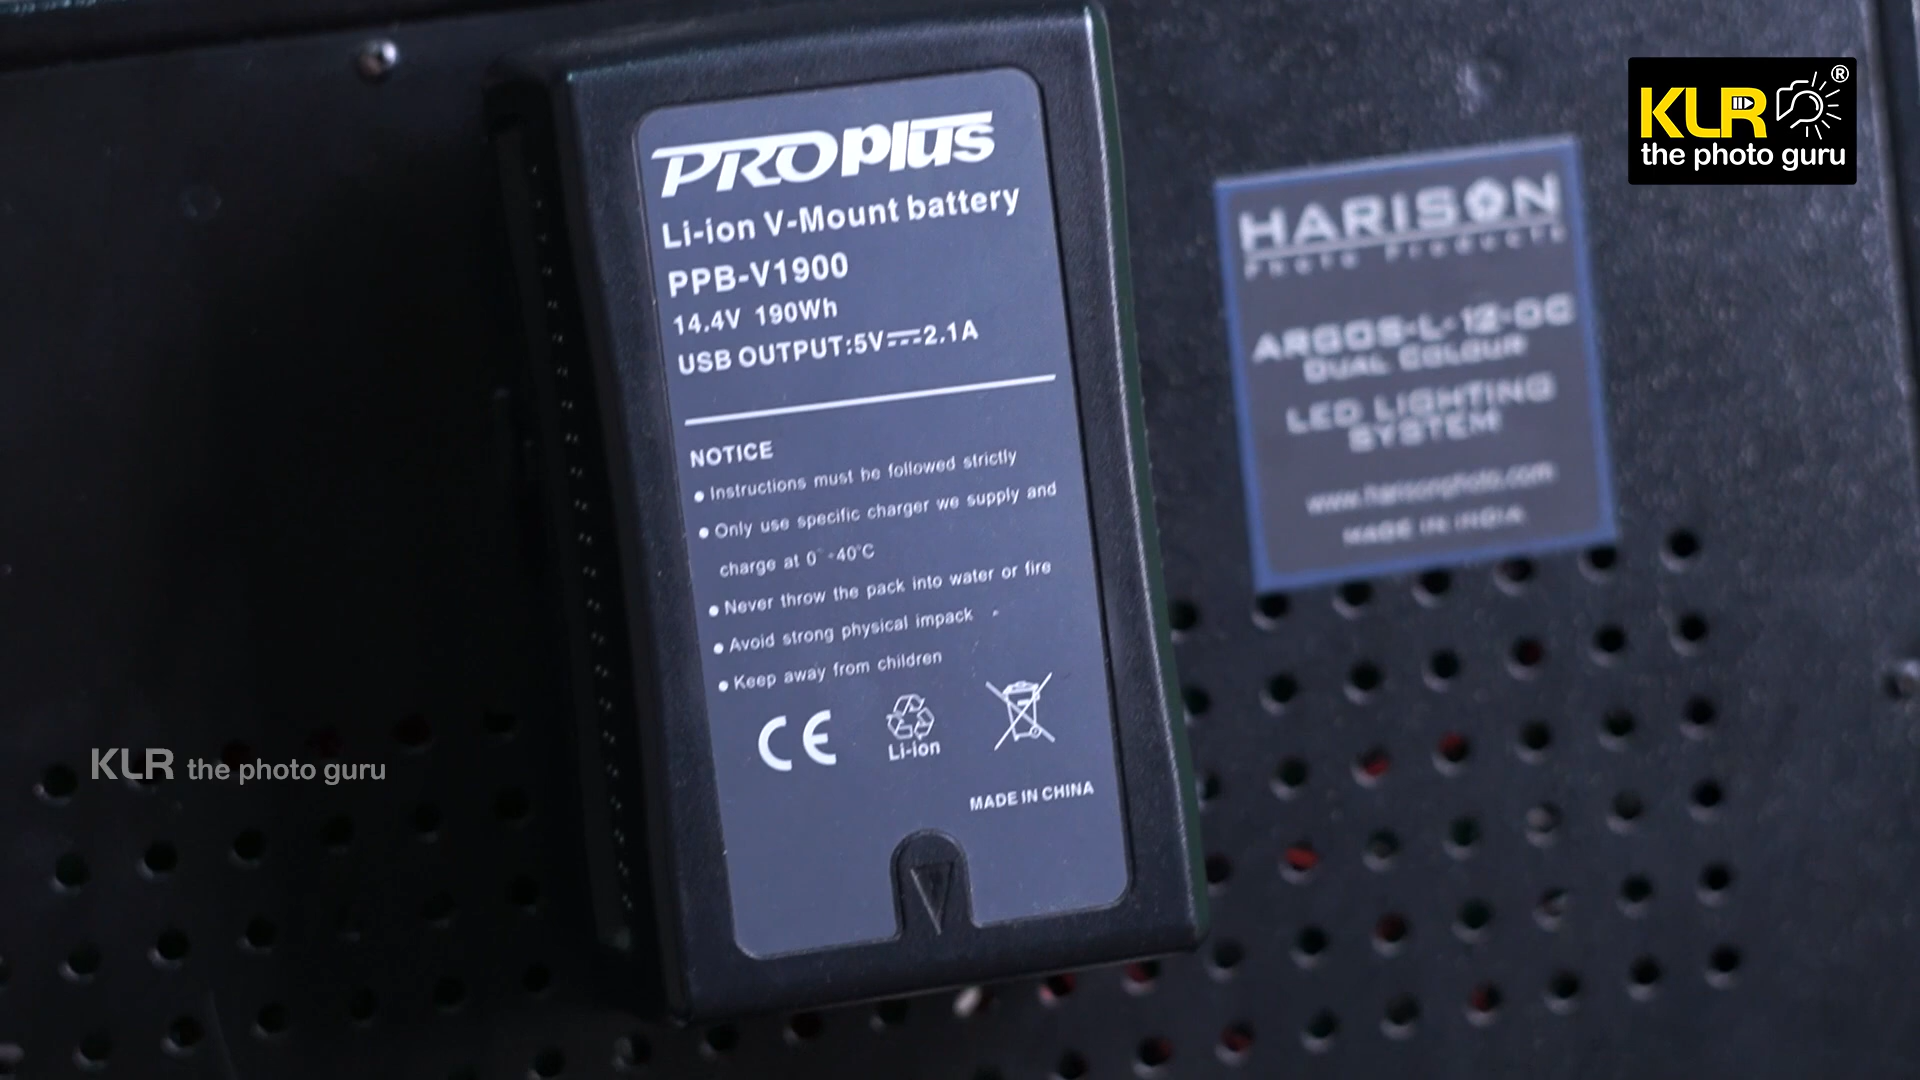 PROplus
Li-ion V-Mount battery
PPB-V1900
14.4V 190Wh
USB OUTPUT:5V⎓2.1A
NOTICE
● Instructions must be followed strictly
● Only use specific charger we supply and
charge at 0°-40°C
● Never throw the pack into water or fire
● Avoid strong physical impack
● Keep away from children
CE
Li-ion
MADE IN CHINA
HARISON
Photo Products
ARGOS-L-12-DC
DUAL COLOUR
LED LIGHTING
SYSTEM
www.harisonphoto.com
MADE IN INDIA
KLR ®
the photo guru
KLR the photo guru